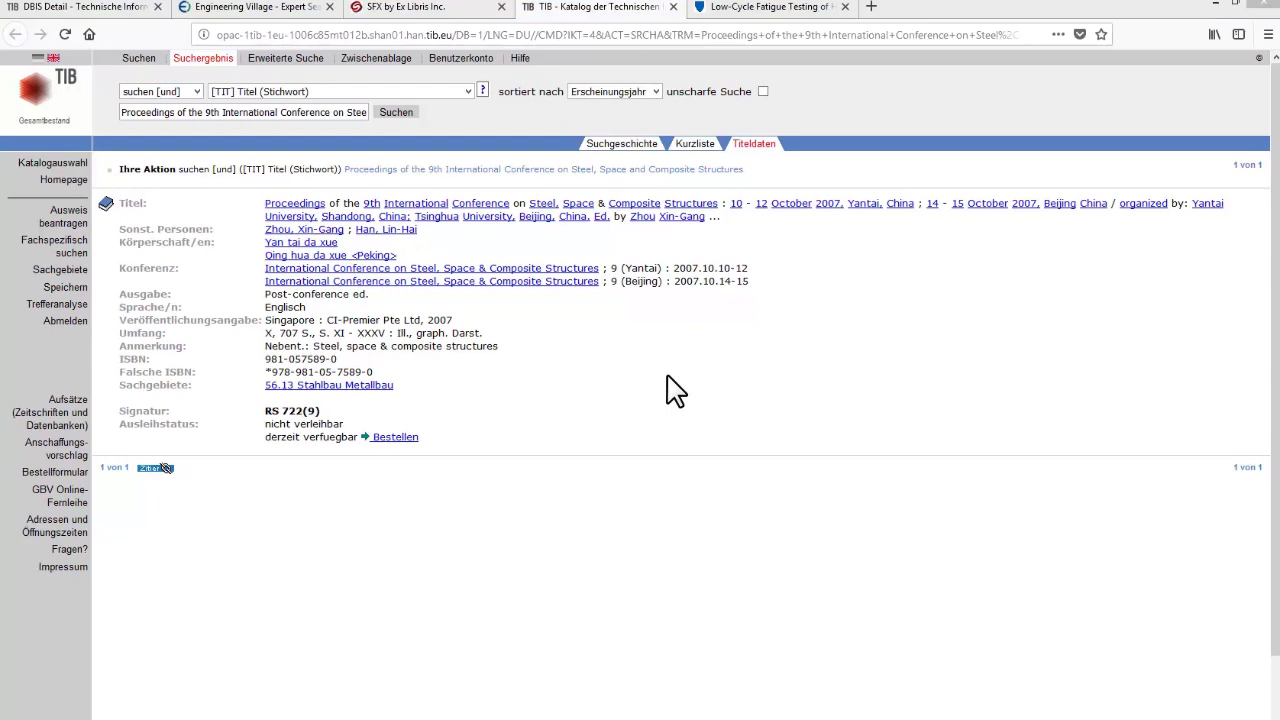 TIB DBIS Detail - Technische Inform
Engineering Village - Expert Sea
SFX by Ex Libris Inc.
TIB TIB - Katalog der Technischen
Low-Cycle Fatigue Testing of H
opac-1tib-1eu-1006c85mt012b.shan01.han.tib.eu/DB=1/LNG=DU//CMD?IKT=4&ACT=SRCHA&TRM=Proceedings+of+the+9th+International+Conference+on+Steel%2C
Suchen Suchergebnis Erweiterte Suche Zwischenablage Benutzerkonto Hilfe
TIB
Gesamtbestand
suchen [und] [TIT] Titel (Stichwort) ? sortiert nach Erscheinungsjahr unscharfe Suche
Proceedings of the 9th International Conference on Stee Suchen
Suchgeschichte Kurzliste Titeldaten
Katalogauswahl
Homepage
Ausweis
beantragen
Fachspezifisch
suchen
Sachgebiete
Speichern
Trefferanalyse
Abmelden
Aufsätze
(Zeitschriften und
Datenbanken)
Anschaffungs-
vorschlag
Bestellformular
GBV Online-
Fernleihe
Adressen und
Öffnungszeiten
Fragen?
Impressum
Ihre Aktion suchen [und] ([TIT] Titel (Stichwort)) Proceedings of the 9th International Conference on Steel, Space and Composite Structures
1 von 1
Titel: Proceedings of the 9th International Conference on Steel, Space & Composite Structures : 10 - 12 October 2007, Yantai, China ; 14 - 15 October 2007, Beijing China / organized by: Yantai
University, Shandong, China; Tsinghua University, Beijing, China, Ed. by Zhou Xin-Gang ...
Sonst. Personen: Zhou, Xin-Gang ; Han, Lin-Hai
Körperschaft/en: Yan tai da xue
Qing hua da xue <Peking>
Konferenz: International Conference on Steel, Space & Composite Structures ; 9 (Yantai) : 2007.10.10-12
International Conference on Steel, Space & Composite Structures ; 9 (Beijing) : 2007.10.14-15
Ausgabe: Post-conference ed.
Sprache/n: Englisch
Veröffentlichungsangabe: Singapore : CI-Premier Pte Ltd, 2007
Umfang: X, 707 S., S. XI - XXXV : Ill., graph. Darst.
Anmerkung: Nebent.: Steel, space & composite structures
ISBN: 981-057589-0
Falsche ISBN: *978-981-05-7589-0
Sachgebiete: 56.13 Stahlbau Metallbau
Signatur: RS 722(9)
Ausleihstatus: nicht verleihbar
derzeit verfuegbar Bestellen
1 von 1
1 von 1